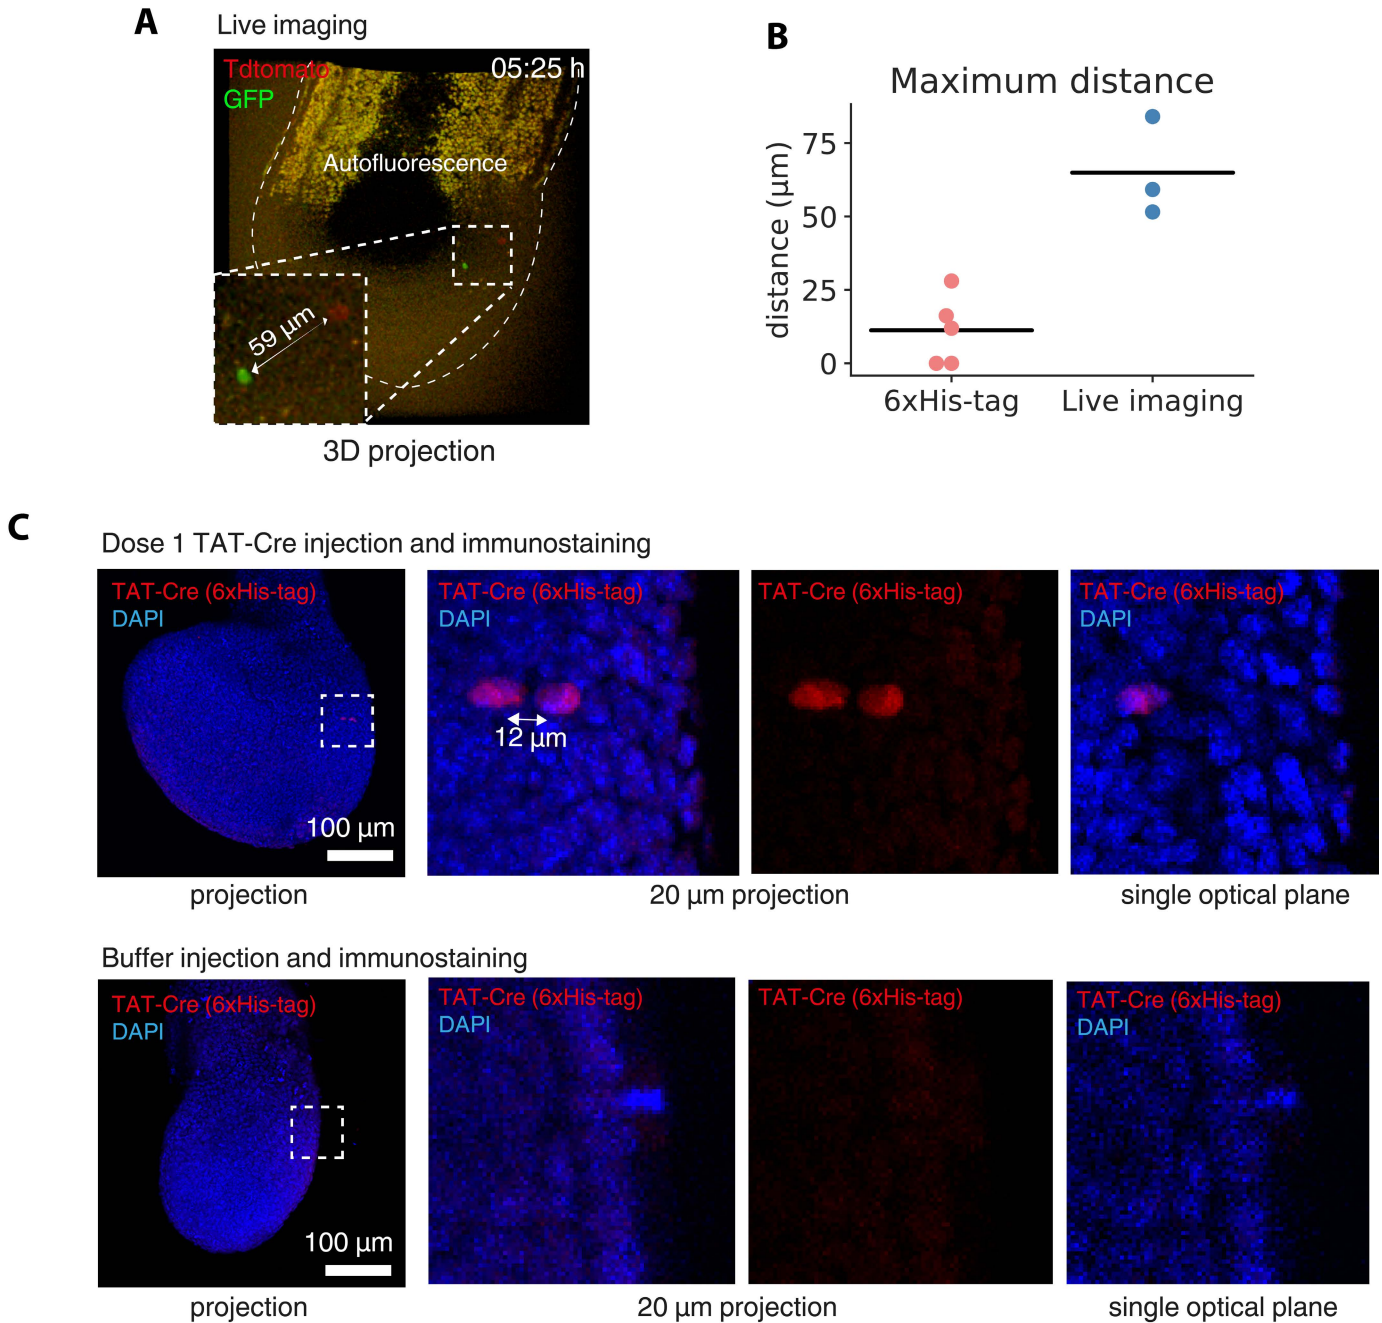 A
Live imaging
Tdtomato
GFP
05:25 h
Autofluorescence
59 µm
3D projection
B
Maximum distance
distance (µm)
75
50
25
0
6xHis-tag
Live imaging
C
Dose 1 TAT-Cre injection and immunostaining
TAT-Cre (6xHis-tag)
DAPI
100 µm
projection
TAT-Cre (6xHis-tag)
DAPI
12 µm
TAT-Cre (6xHis-tag)
20 µm projection
TAT-Cre (6xHis-tag)
DAPI
single optical plane
Buffer injection and immunostaining
TAT-Cre (6xHis-tag)
DAPI
100 µm
projection
TAT-Cre (6xHis-tag)
DAPI
TAT-Cre (6xHis-tag)
20 µm projection
TAT-Cre (6xHis-tag)
DAPI
single optical plane